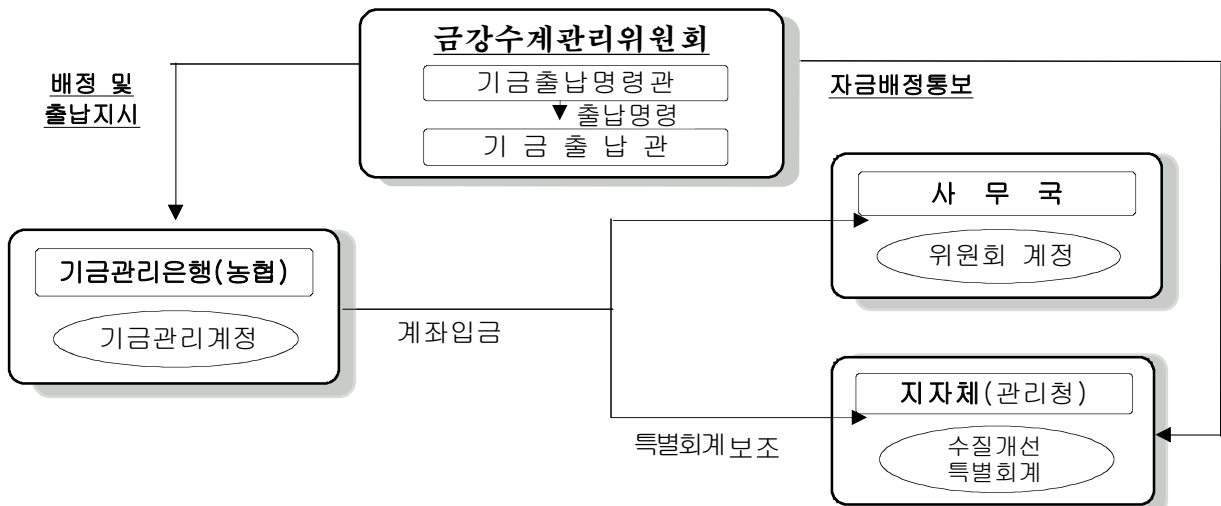 금강수계관리위원회
기금출납명령관
출납명령
기 금 출 납 관
배정 및
출납지시
자금배정통보
사 무 국
위원회 계정
기금관리은행(농협)
기금관리계정
계좌입금
지자체(관리청)
수질개선
특별회계
특별회계 보조